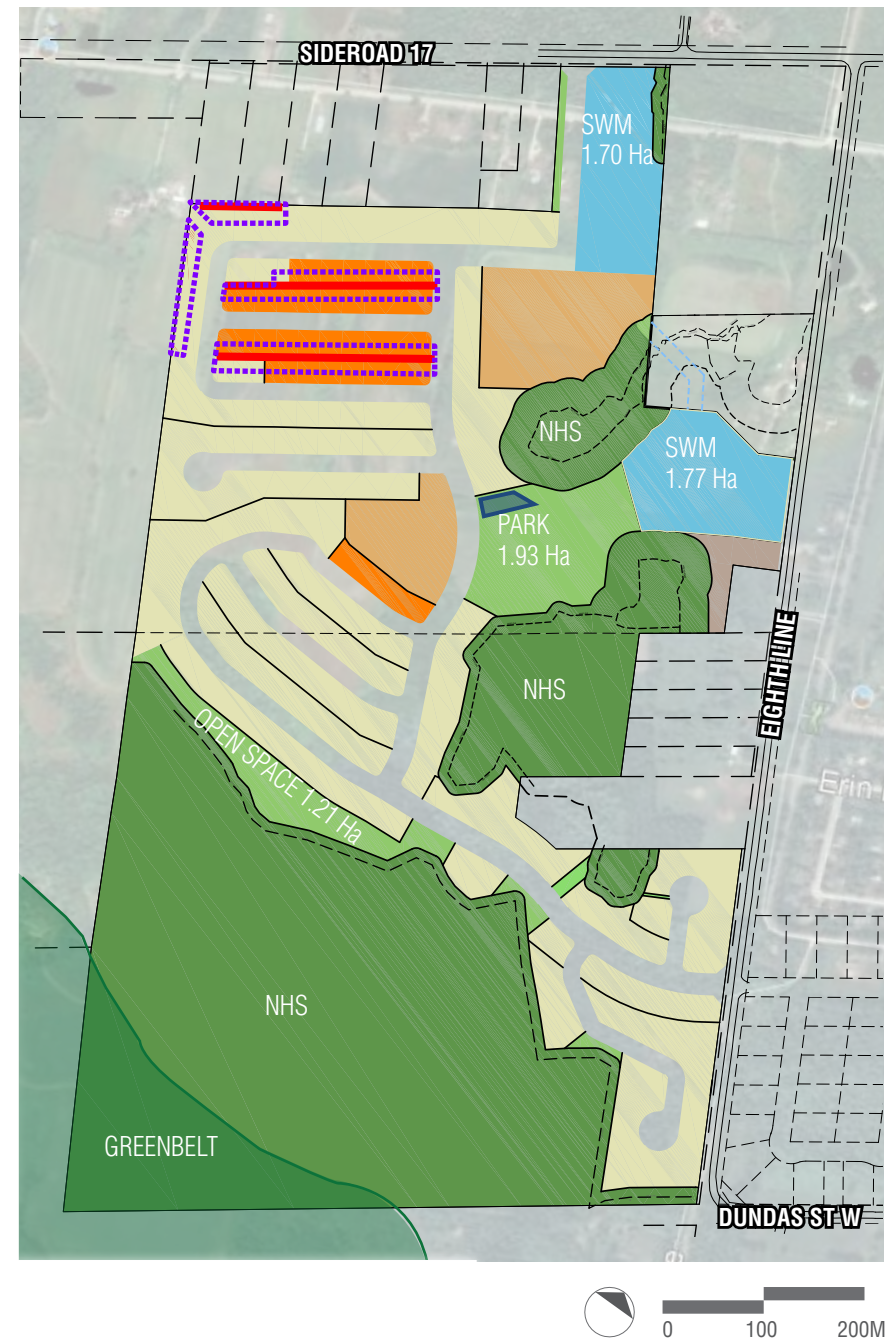 SIDEROAD 17
SWM
1.70 Ha
NHS
SWM
1.77 Ha
PARK
1.93 Ha
EIGHTH LINE
NHS
OPEN SPACE 1.21 Ha
Erin
NHS
GREENBELT
DUNDAS ST W
0 100 200M